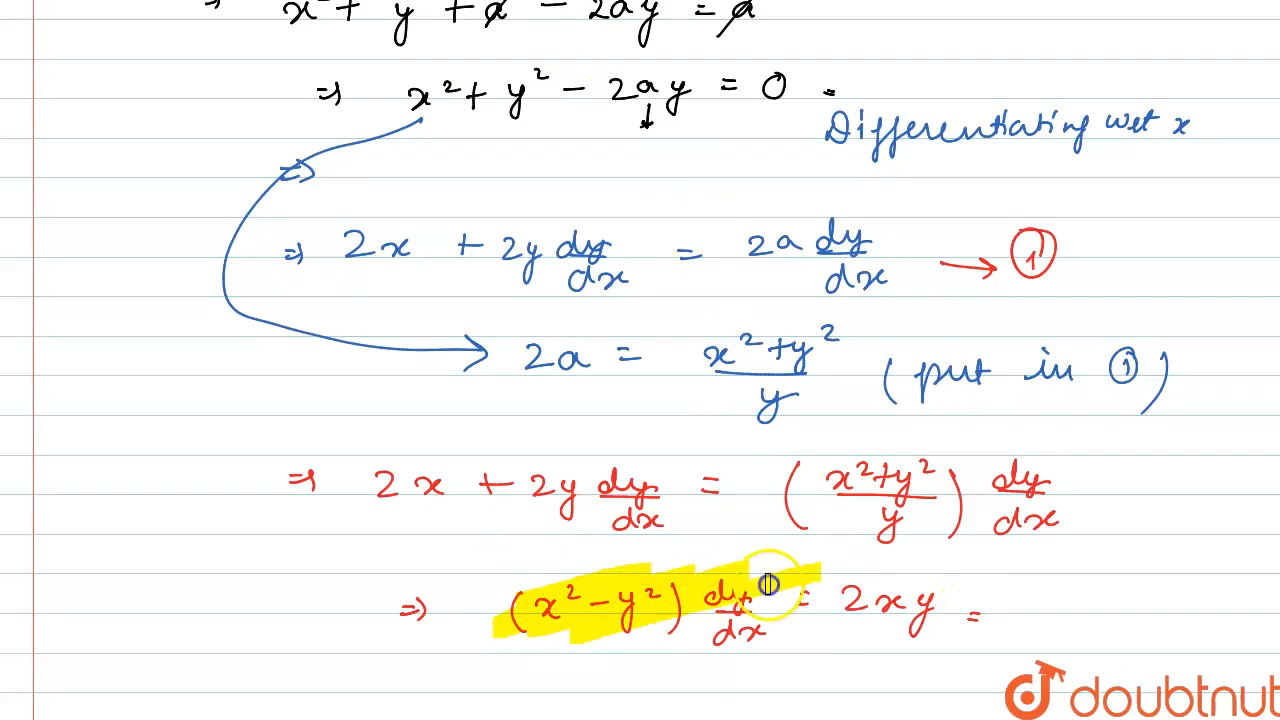 ⇒ x² + y + a² - 2ay = a²
⇒ x² + y² - 2ay = 0
Differentiating wrt x
⇒
⇒ 2x + 2y dy/dx = 2a dy/dx → ①
2a = (x²+y²)/y (put in ①)
⇒ 2x + 2y dy/dx = ((x²+y²)/y) dy/dx
⇒ (x² - y²) dy/dx = 2xy =
doubtnut